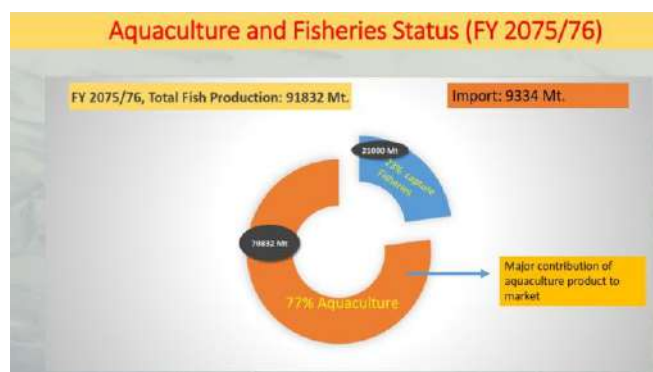 Aquaculture and Fisheries Status (FY 2075/76)
FY 2075/76, Total Fish Production: 91832 Mt.
Import: 9334 Mt.
21000 Mt
23% capture
Fisheries
70832 Mt
77% Aquaculture
Major contribution of
aquaculture product to
market